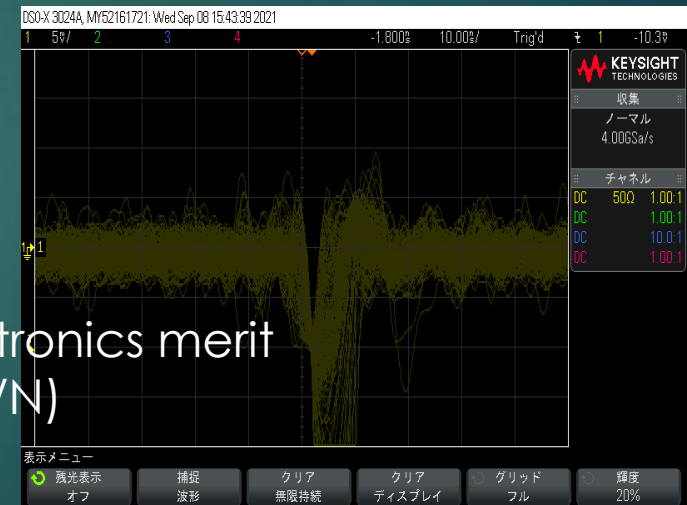 DSO-X 3024A, MY52161721: Wed Sep 08 15:43:39 2021
1 5V/ 2 3 4 -1.800s 10.00s/ Trig'd 1 -10.3V
KEYSIGHT
TECHNOLOGIES
収集
ノーマル
4.00GSa/s
チャネル
DC 50Ω 1.00:1
DC 1.00:1
DC 10.0:1
DC 1.00:1
1
tronics merit
/N)
表示メニュー
残光表示
オフ
捕捉
波形
クリア
無限持続
クリア
ディスプレイ
グリッド
フル
輝度
20%